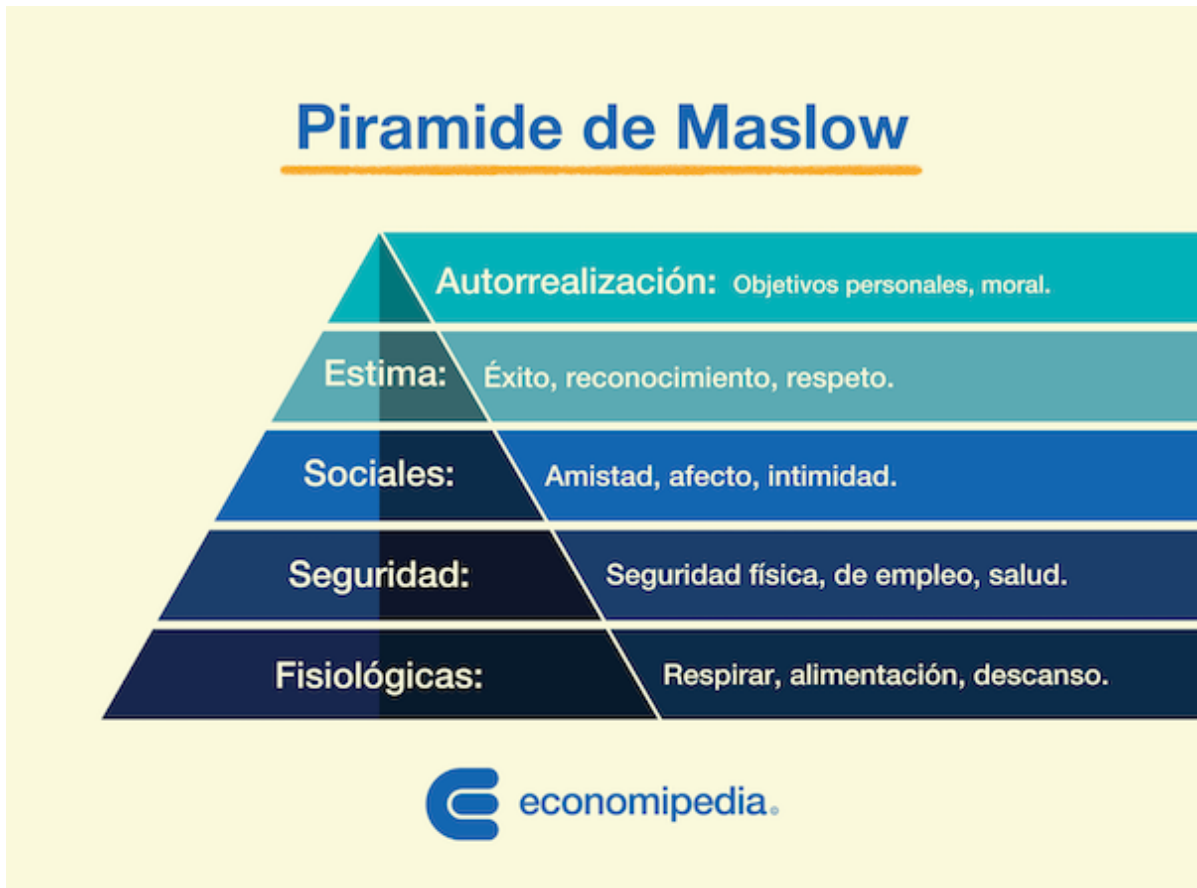 Piramide de Maslow
Autorrealización: Objetivos personales, moral.
Estima: Éxito, reconocimiento, respeto.
Sociales: Amistad, afecto, intimidad.
Seguridad: Seguridad física, de empleo, salud.
Fisiológicas: Respirar, alimentación, descanso.
economipedia.